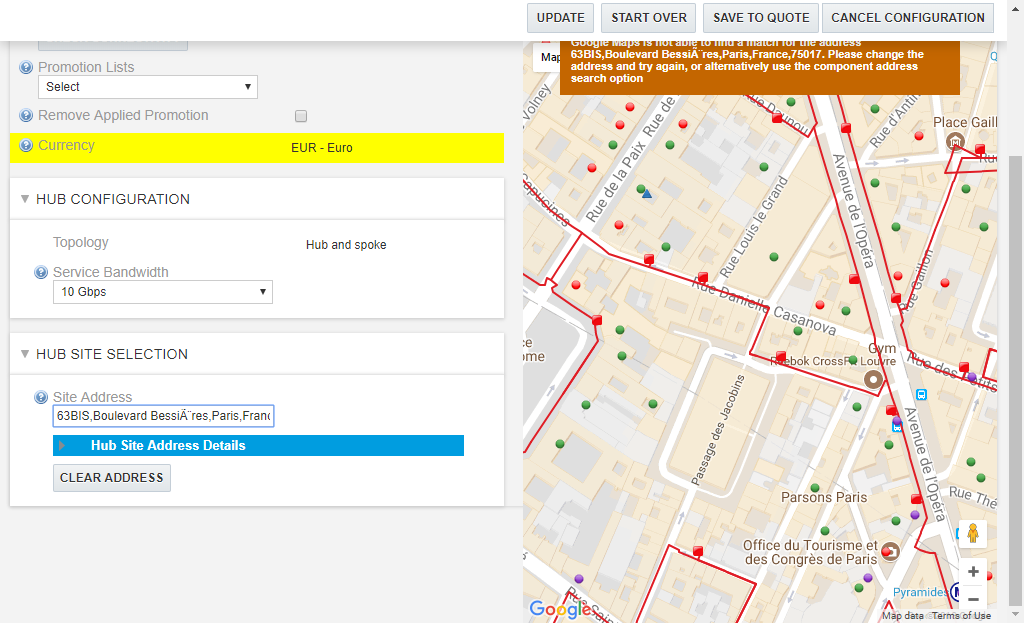 UPDATE
START OVER
SAVE TO QUOTE
CANCEL CONFIGURATION
Promotion Lists
Select
Remove Applied Promotion
Currency
EUR - Euro
HUB CONFIGURATION
Topology
Hub and spoke
Service Bandwidth
10 Gbps
HUB SITE SELECTION
Site Address
63BIS,Boulevard BessiÃ¨res,Paris,Franc
Hub Site Address Details
CLEAR ADDRESS
Map
Google Maps is not able to find a match for the address
63BIS,Boulevard BessiÃ¨res,Paris,France,75017. Please change the
address and try again, or alternatively use the component address
search option
Volney
Rue de
Rue Daunou
Rue d'Antin
Place Gaill
Rue de la Paix
Capucines
Rue Louis le Grand
Avenue de l'Opéra
Rue Gaillon
Rue Danielle Casanova
Gym
Reebok CrossFit Louvre
Rue des Petits
Passage des Jacobins
Avenue de l'Opéra
Parsons Paris
Rue Thé
Office du Tourisme et
des Congrès de Paris
Pyramides
Google
Map data
Terms of Use